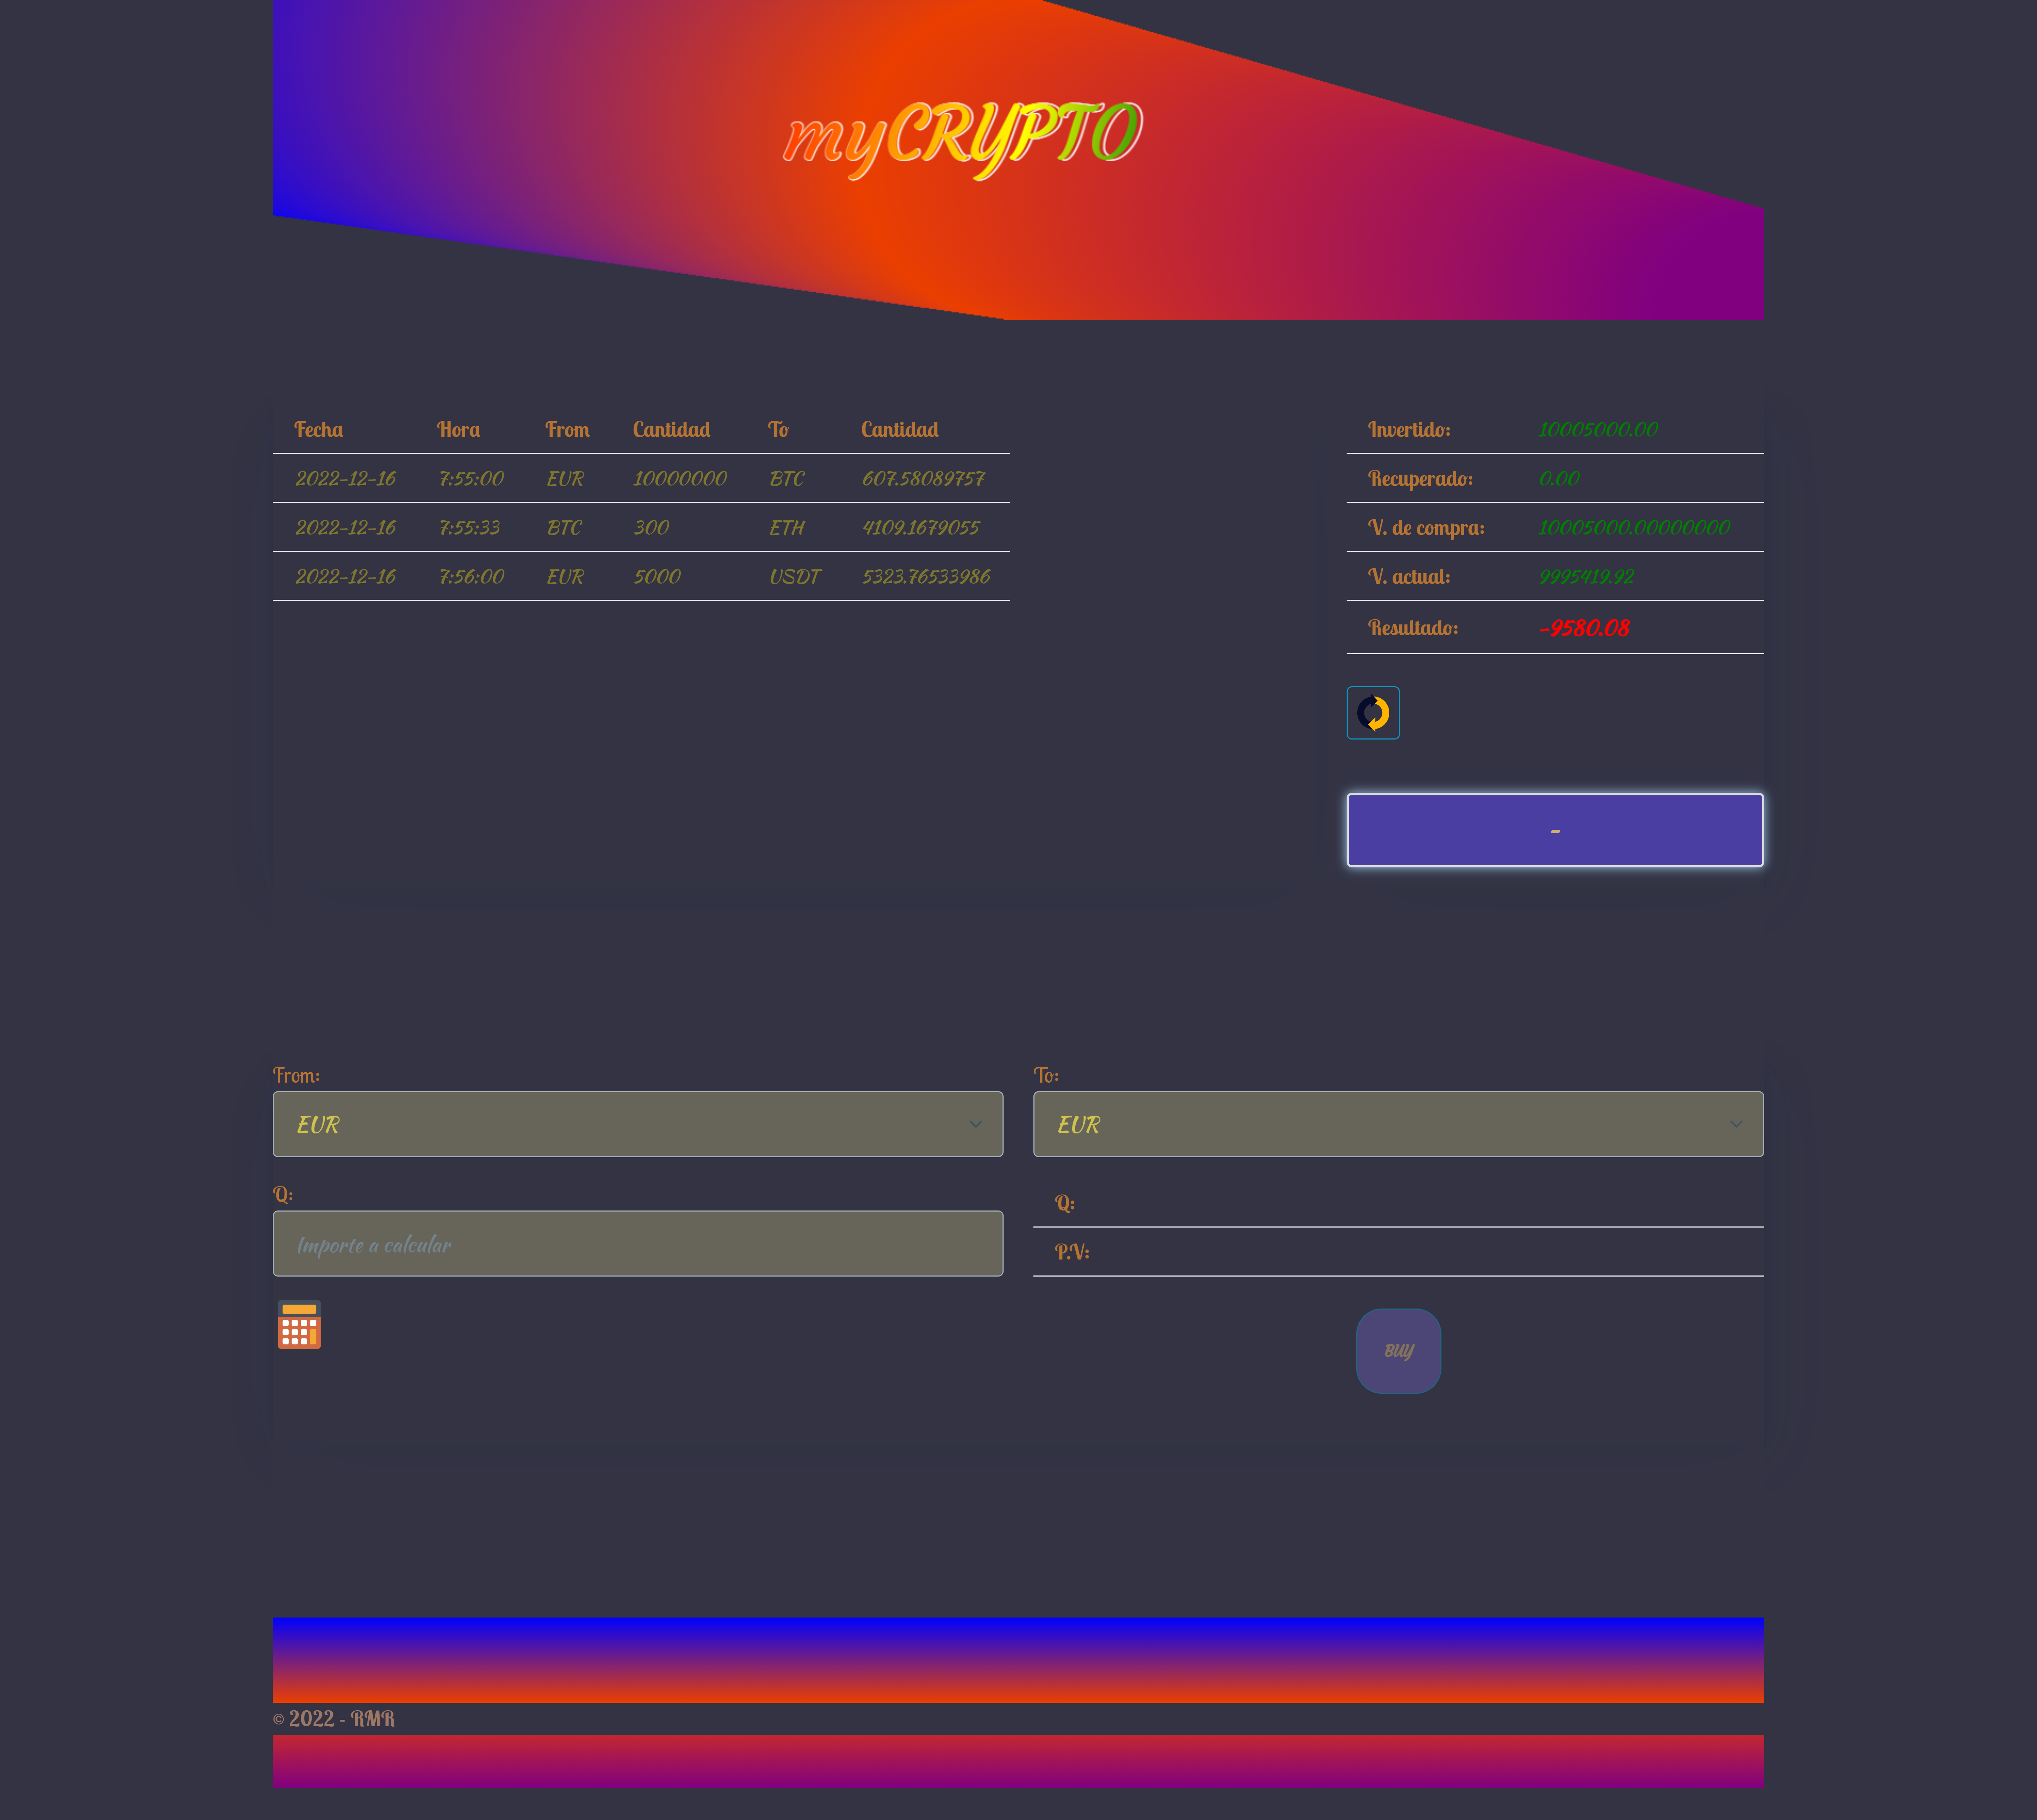 myCRYPTO
Fecha Hora From Cantidad To Cantidad
2022-12-16 7:55:00 EUR 10000000 BTC 607.58089757
2022-12-16 7:55:33 BTC 300 ETH 4109.1679055
2022-12-16 7:56:00 EUR 5000 USDT 5323.76533986
Invertido: 10005000.00
Recuperado: 0.00
V. de compra: 10005000.00000000
V. actual: 9995419.92
Resultado: -9580.08
-
From:
EUR
To:
EUR
Q:
Importe a calcular
Q:
P.V:
BUY
© 2022 - RMR